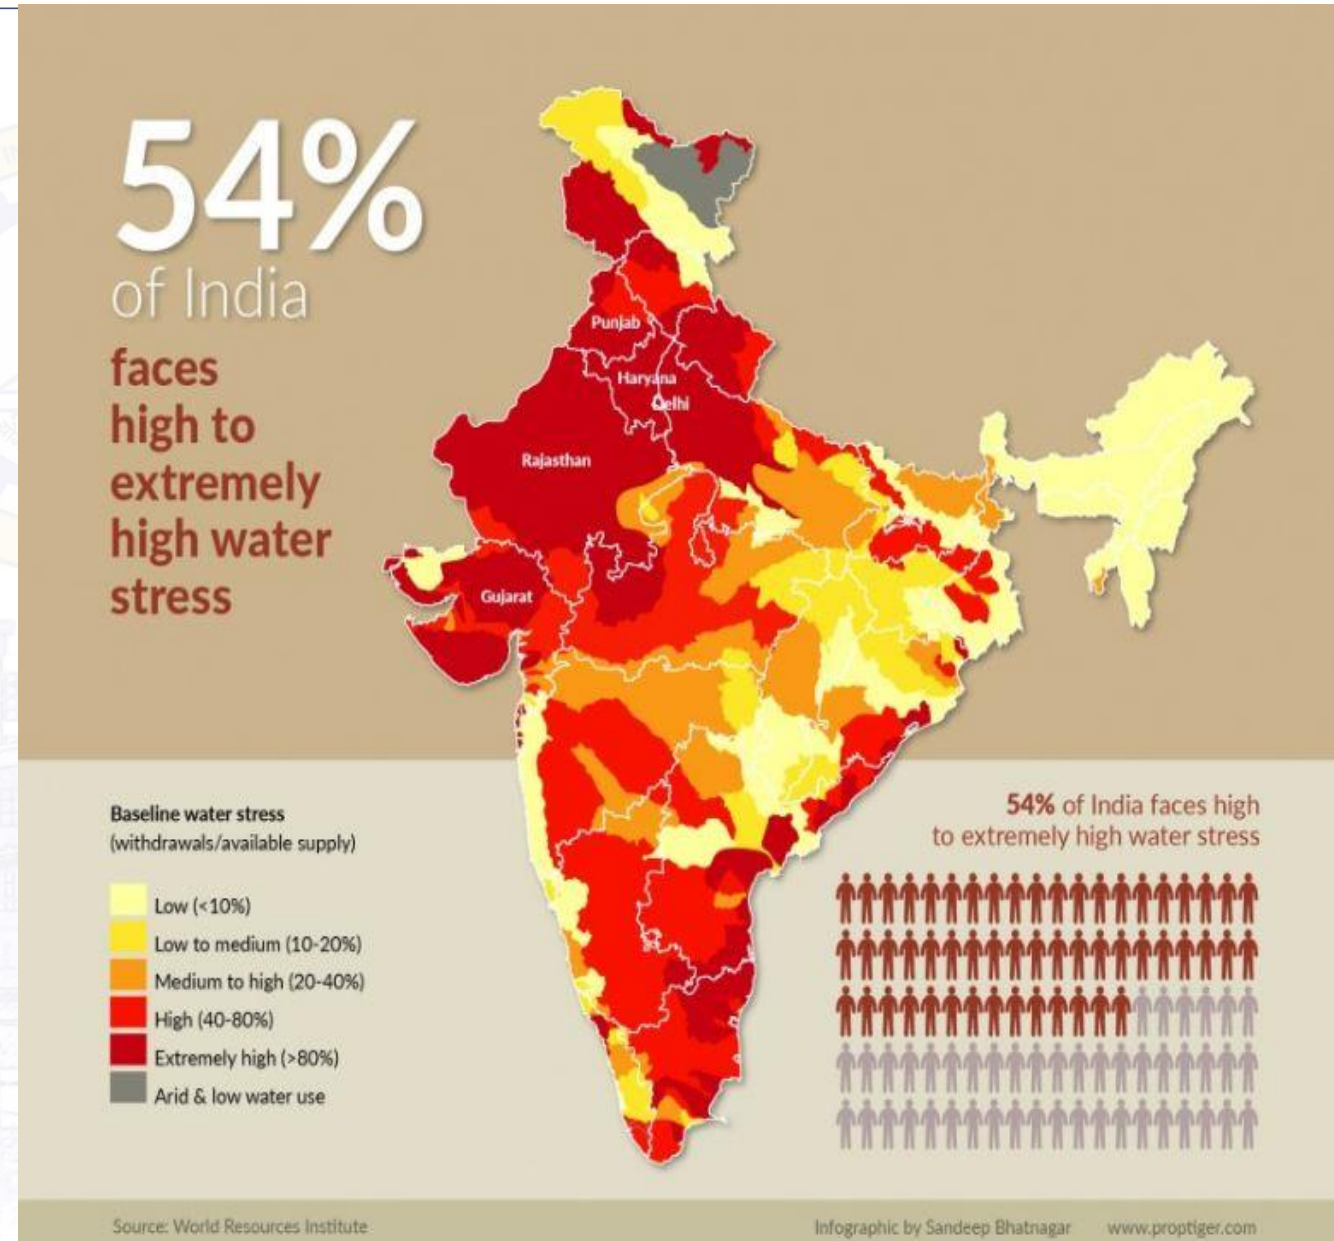 54%
of India
faces
high to
extremely
high water
stress
Punjab
Haryana
Delhi
Rajasthan
Gujarat
Baseline water stress
(withdrawals/available supply)
Low (<10%)
Low to medium (10-20%)
Medium to high (20-40%)
High (40-80%)
Extremely high (>80%)
Arid & low water use
54% of India faces high
to extremely high water stress
Source: World Resources Institute
Infographic by Sandeep Bhatnagar www.proptiger.com